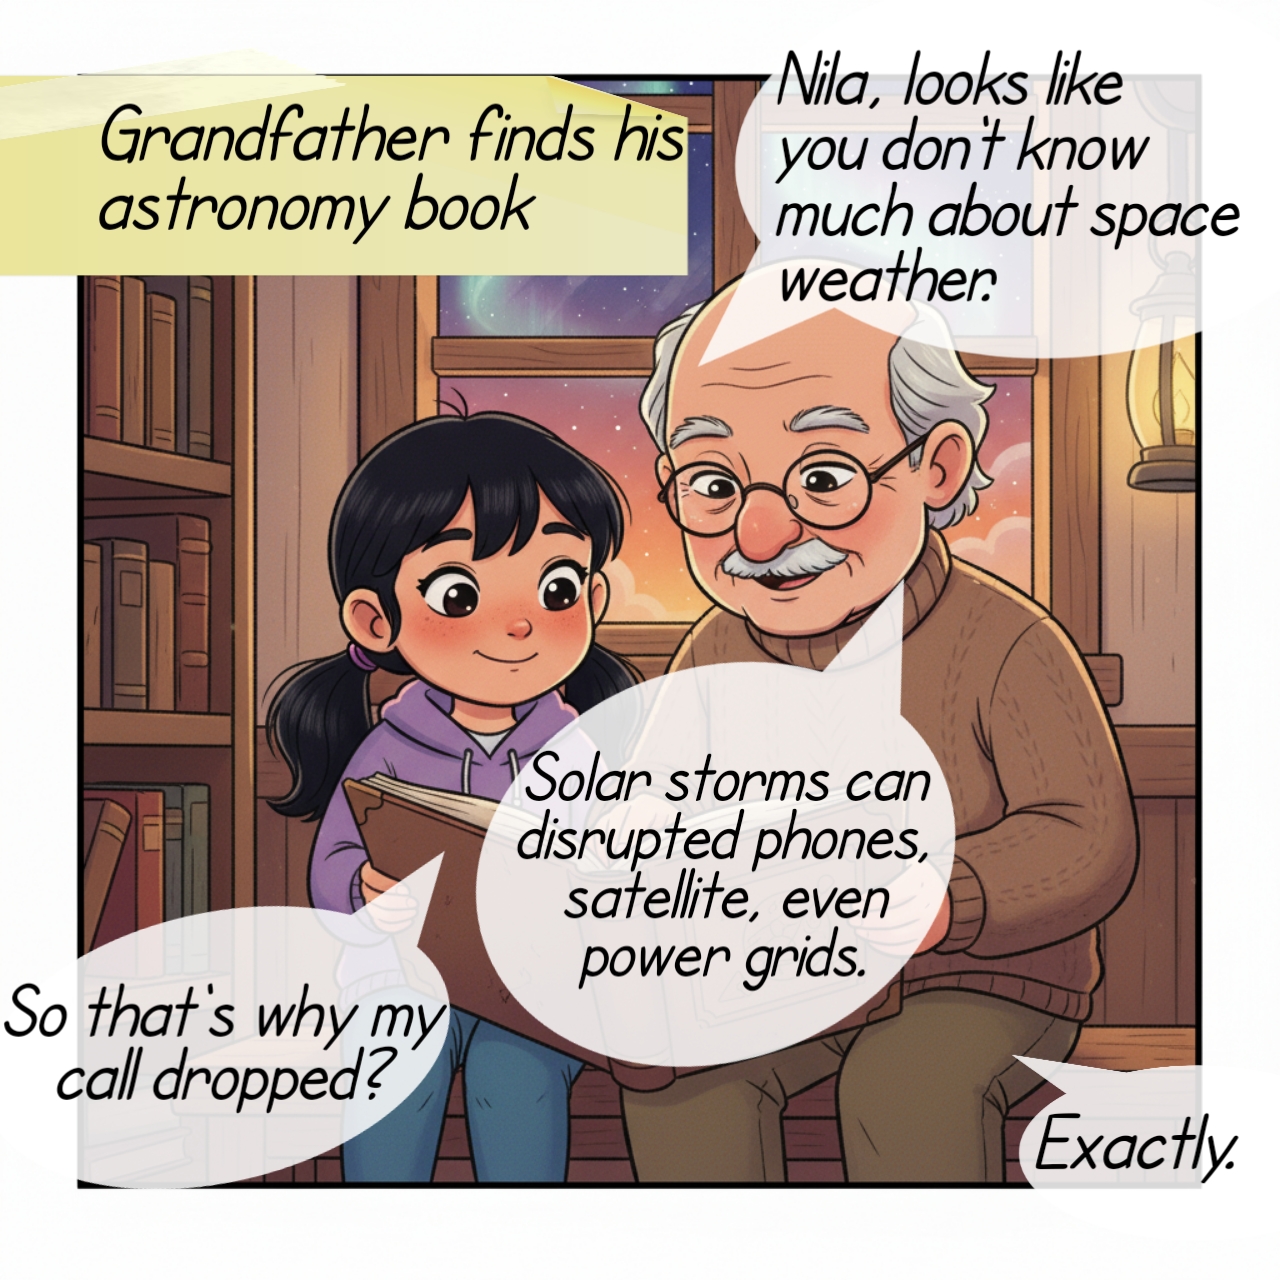 Grandfather finds his
astronomy book
Nila, looks like
you don't know
much about space
weather.
Solar storms can
disrupted phones,
satellite, even
power grids.
So that's why my
call dropped?
Exactly.